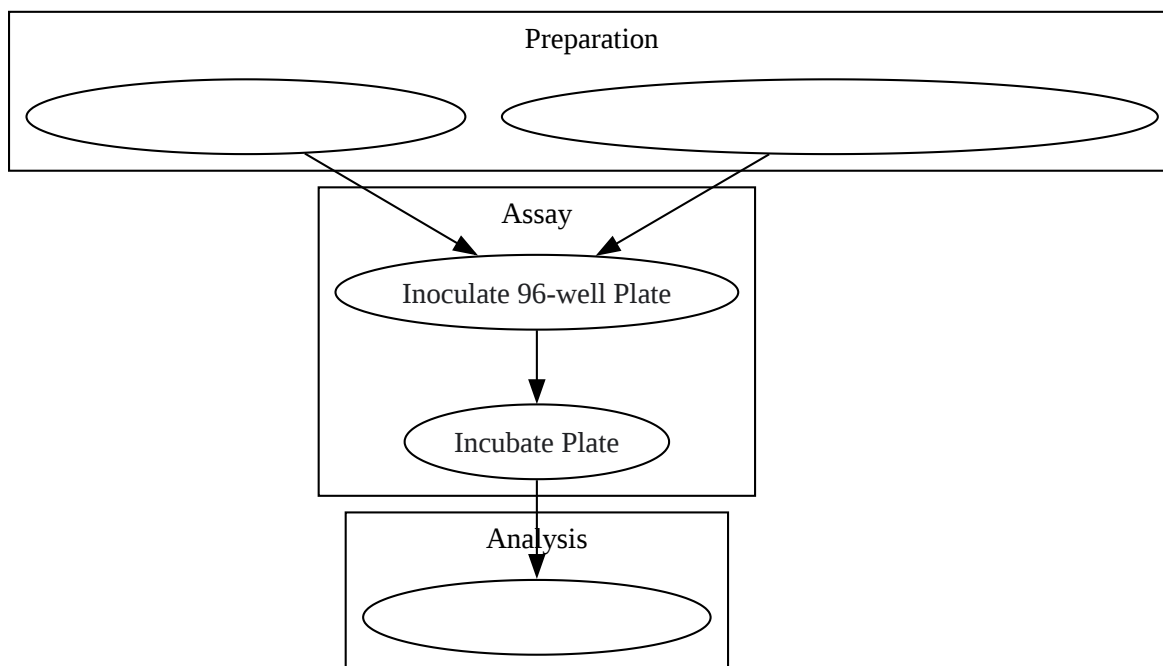 Preparation
Assay
Inoculate 96-well Plate
Incubate Plate
Analysis